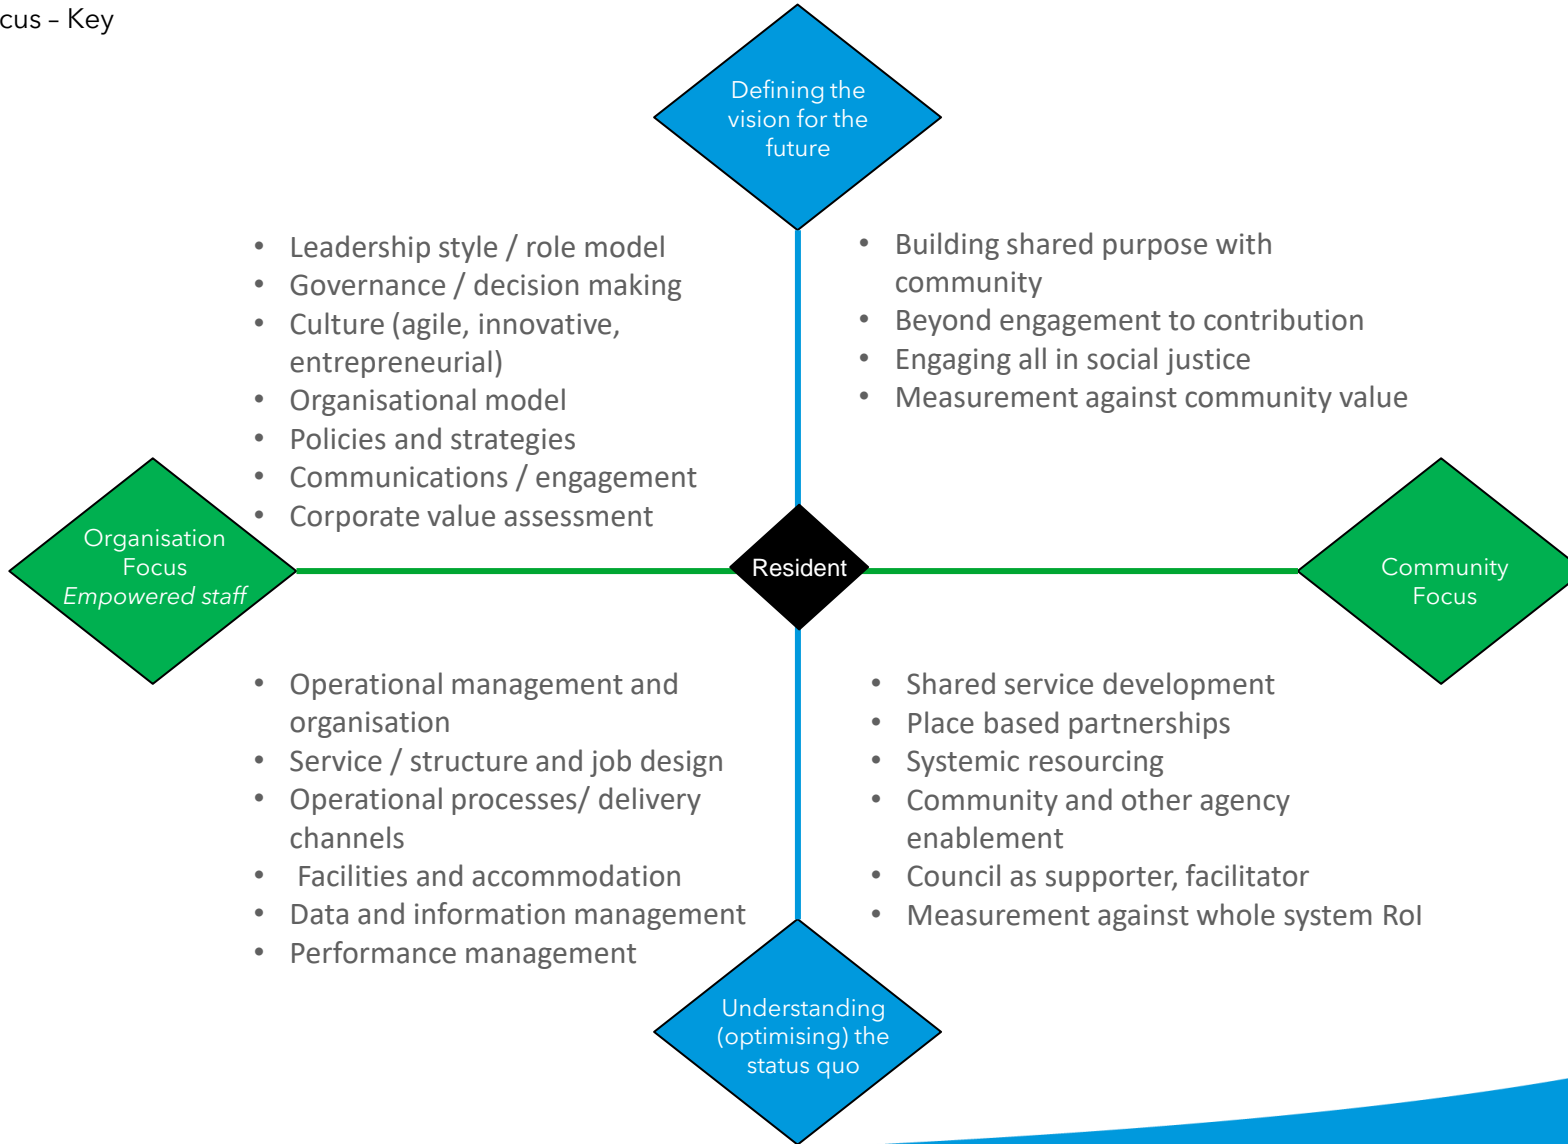 cus – Key
Defining the
vision for the
future
• Leadership style / role model
• Governance / decision making
• Culture (agile, innovative,
entrepreneurial)
• Organisational model
• Policies and strategies
• Communications / engagement
• Corporate value assessment
• Building shared purpose with
community
• Beyond engagement to contribution
• Engaging all in social justice
• Measurement against community value
Organisation
Focus
Empowered staff
Resident
Community
Focus
• Operational management and
organisation
• Service / structure and job design
• Operational processes/ delivery
channels
• Facilities and accommodation
• Data and information management
• Performance management
• Shared service development
• Place based partnerships
• Systemic resourcing
• Community and other agency
enablement
• Council as supporter, facilitator
• Measurement against whole system RoI
Understanding
(optimising) the
status quo